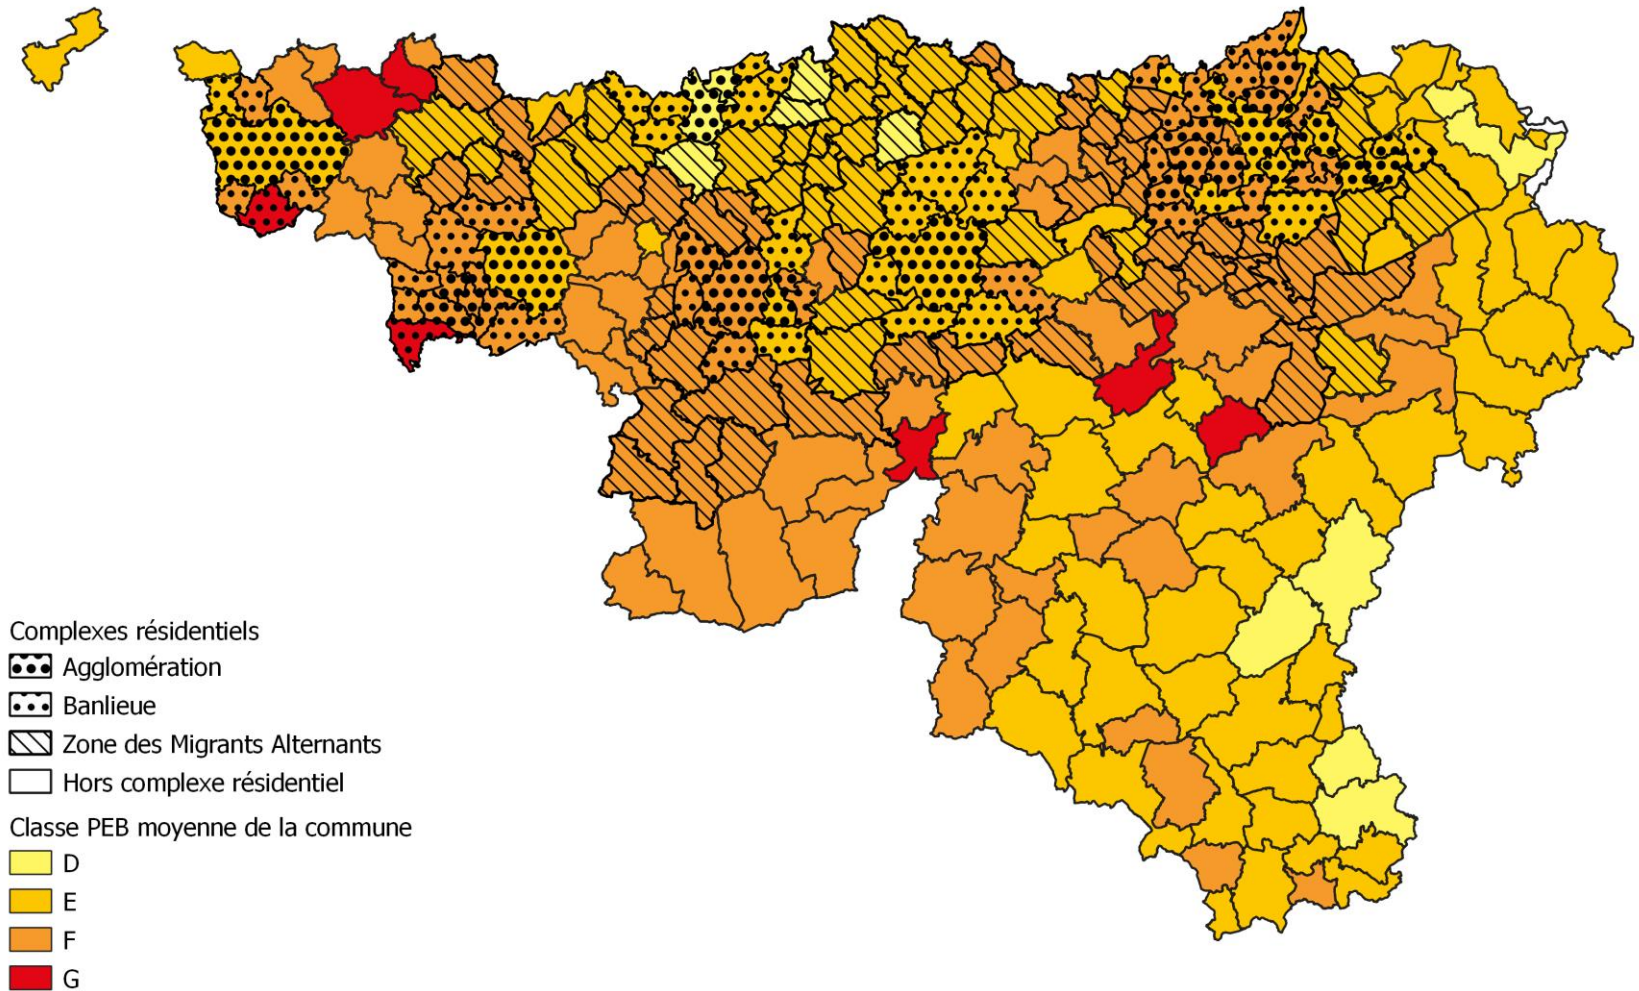 Complexes résidentiels
Agglomération
Banlieue
Zone des Migrants Alternants
Hors complexe résidentiel
Classe PEB moyenne de la commune
D
E
F
G